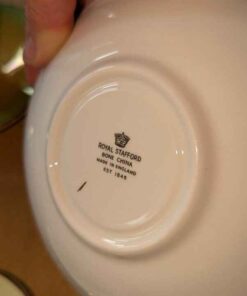 ROYAL STAFFORD
BONE CHINA
MADE IN ENGLAND
EST 1845